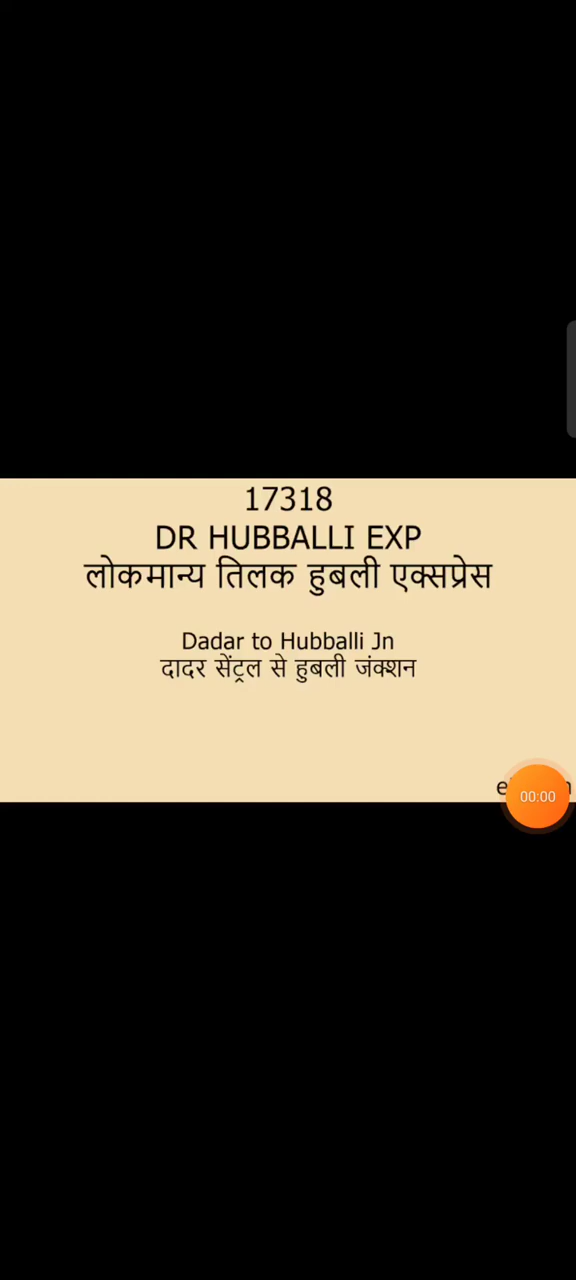 17318
DR HUBBALLI EXP
लोकमान्य तिलक हुबली एक्सप्रेस
Dadar to Hubballi Jn
दादर सेंट्रल से हुबली जंक्शन
00:00